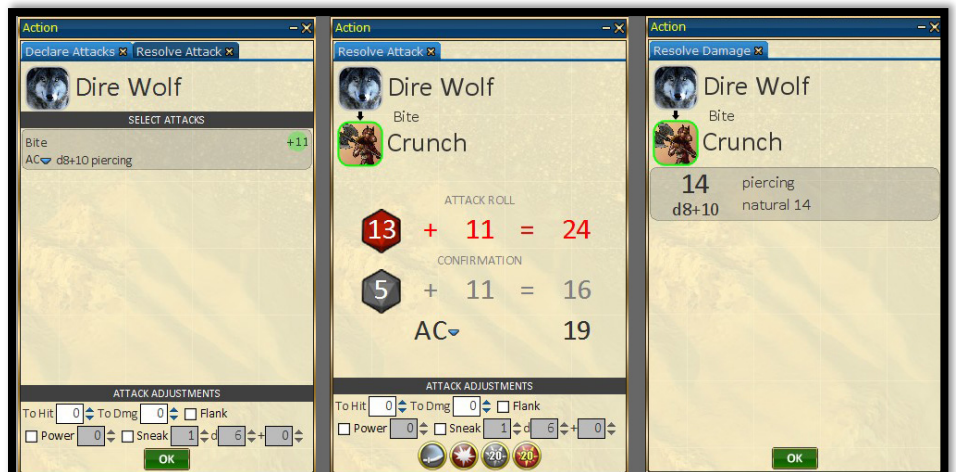 Action
Declare Attacks Resolve Attack
Dire Wolf
SELECT ATTACKS
Bite +11
AC d8+10 piercing
ATTACK ADJUSTMENTS
To Hit 0 To Dmg 0 Flank
Power 0 Sneak 1 d 6 + 0
OK
Action
Resolve Attack
Dire Wolf
Bite
Crunch
ATTACK ROLL
13 + 11 = 24
CONFIRMATION
5 + 11 = 16
AC 19
ATTACK ADJUSTMENTS
To Hit 0 To Dmg 0 Flank
Power 0 Sneak 1 d 6 + 0
-20- -20-
Action
Resolve Damage
Dire Wolf
Bite
Crunch
14 piercing
d8+10 natural 14
OK